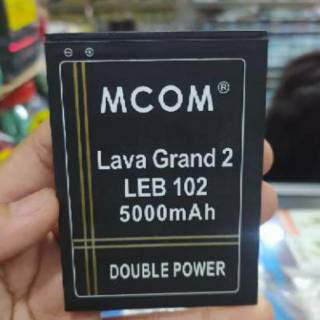 MCOM®
Lava Grand 2
LEB 102
5000mAh
DOUBLE POWER